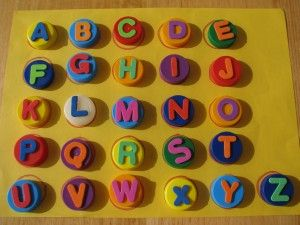 A B C D E
F G H I J
K L M N O
P Q R S T
U V W X Y Z